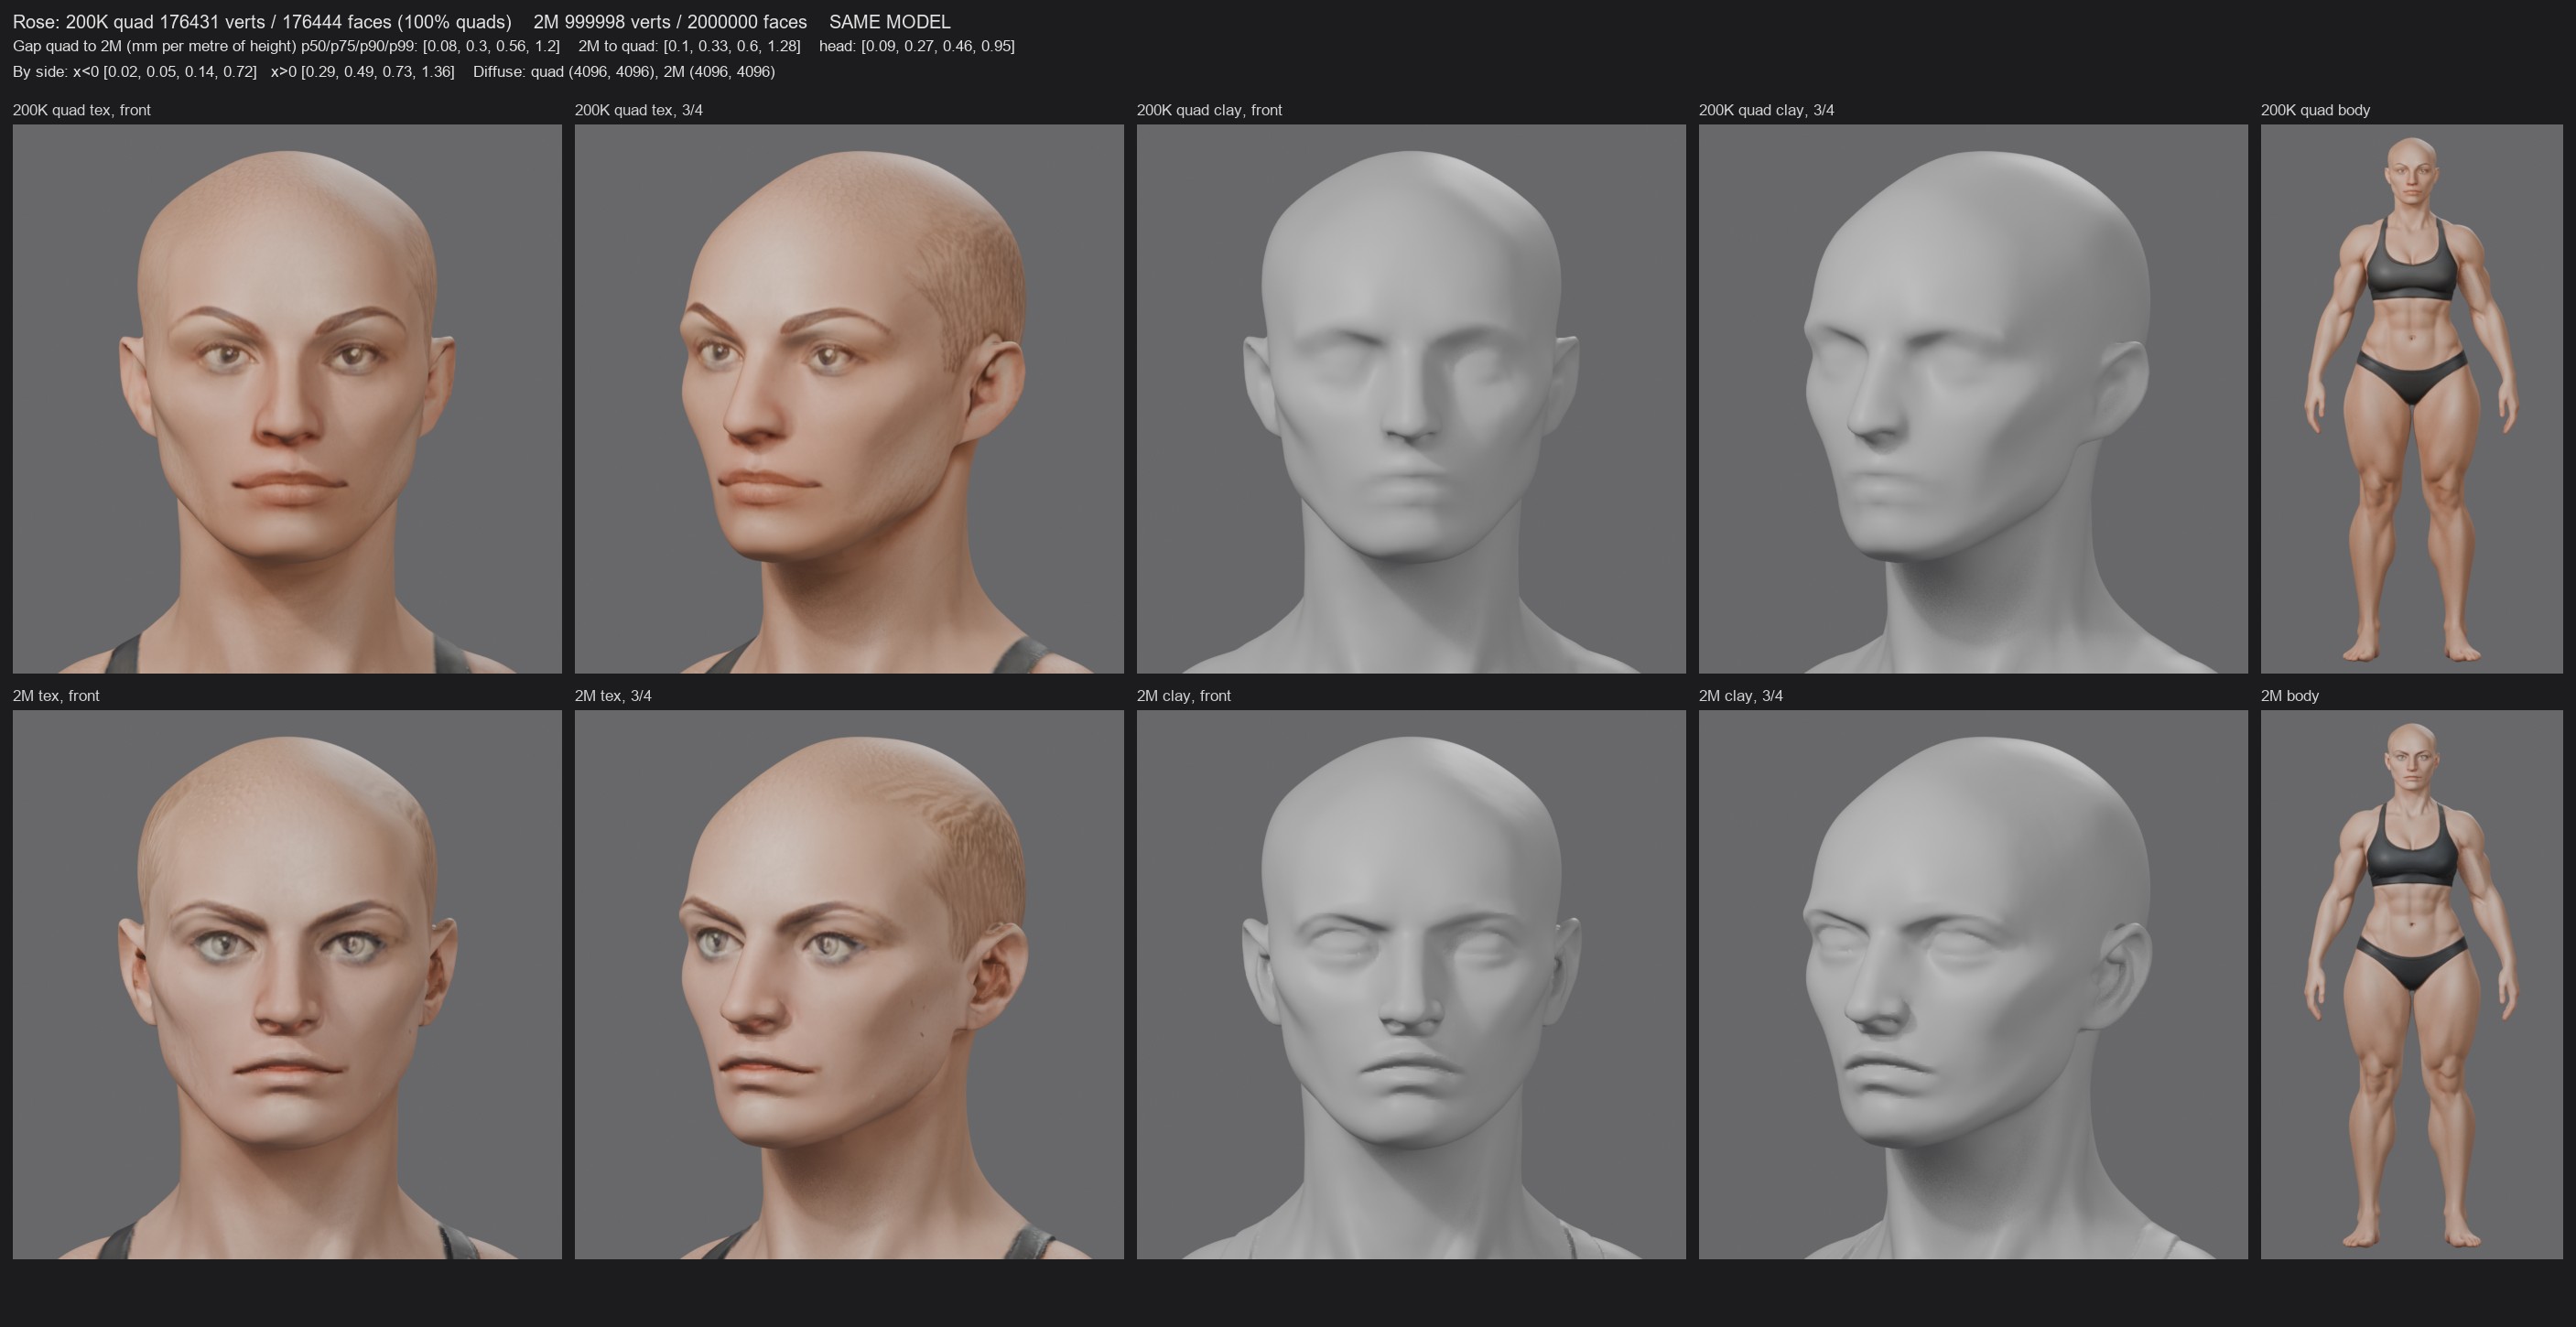 Rose: 200K quad 176431 verts / 176444 faces (100% quads)    2M 999998 verts / 2000000 faces    SAME MODEL
Gap quad to 2M (mm per metre of height) p50/p75/p90/p99: [0.08, 0.3, 0.56, 1.2]    2M to quad: [0.1, 0.33, 0.6, 1.28]    head: [0.09, 0.27, 0.46, 0.95]
By side: x<0 [0.02, 0.05, 0.14, 0.72]   x>0 [0.29, 0.49, 0.73, 1.36]    Diffuse: quad (4096, 4096), 2M (4096, 4096)
200K quad tex, front
200K quad tex, 3/4
200K quad clay, front
200K quad clay, 3/4
200K quad body
2M tex, front
2M tex, 3/4
2M clay, front
2M clay, 3/4
2M body